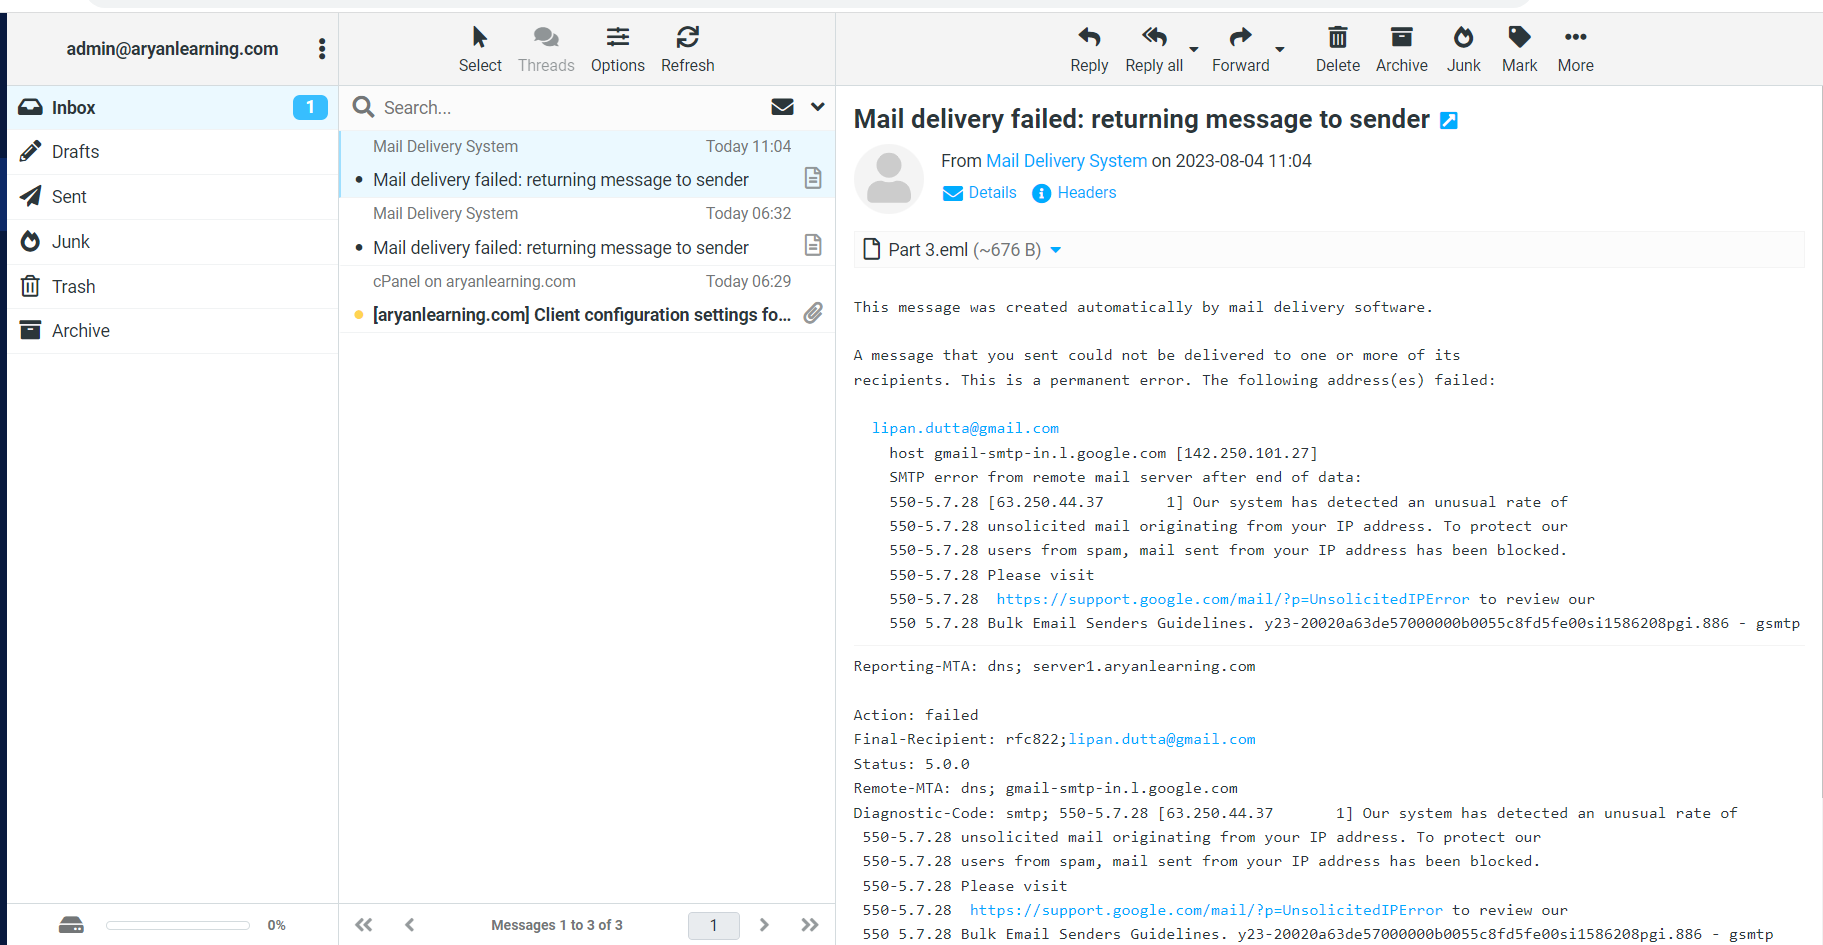 admin@aryanlearning.com
Inbox
1
Drafts
Sent
Junk
Trash
Archive
0%
Select
Threads
Options
Refresh
Search...
Mail Delivery System Today 11:04
• Mail delivery failed: returning message to sender
Mail Delivery System Today 06:32
• Mail delivery failed: returning message to sender
cPanel on aryanlearning.com Today 06:29
[aryanlearning.com] Client configuration settings fo...
Messages 1 to 3 of 3
1
Reply
Reply all
Forward
Delete
Archive
Junk
Mark
More
Mail delivery failed: returning message to sender
From Mail Delivery System on 2023-08-04 11:04
Details Headers
Part 3.eml (~676 B)
This message was created automatically by mail delivery software.
A message that you sent could not be delivered to one or more of its
recipients. This is a permanent error. The following address(es) failed:
lipan.dutta@gmail.com
host gmail-smtp-in.l.google.com [142.250.101.27]
SMTP error from remote mail server after end of data:
550-5.7.28 [63.250.44.37       1] Our system has detected an unusual rate of
550-5.7.28 unsolicited mail originating from your IP address. To protect our
550-5.7.28 users from spam, mail sent from your IP address has been blocked.
550-5.7.28 Please visit
550-5.7.28  https://support.google.com/mail/?p=UnsolicitedIPError to review our
550 5.7.28 Bulk Email Senders Guidelines. y23-20020a63de57000000b0055c8fd5fe00si1586208pgi.886 - gsmtp
Reporting-MTA: dns; server1.aryanlearning.com
Action: failed
Final-Recipient: rfc822;lipan.dutta@gmail.com
Status: 5.0.0
Remote-MTA: dns; gmail-smtp-in.l.google.com
Diagnostic-Code: smtp; 550-5.7.28 [63.250.44.37       1] Our system has detected an unusual rate of
550-5.7.28 unsolicited mail originating from your IP address. To protect our
550-5.7.28 users from spam, mail sent from your IP address has been blocked.
550-5.7.28 Please visit
550-5.7.28  https://support.google.com/mail/?p=UnsolicitedIPError to review our
550 5.7.28 Bulk Email Senders Guidelines. y23-20020a63de57000000b0055c8fd5fe00si1586208pgi.886 - gsmtp